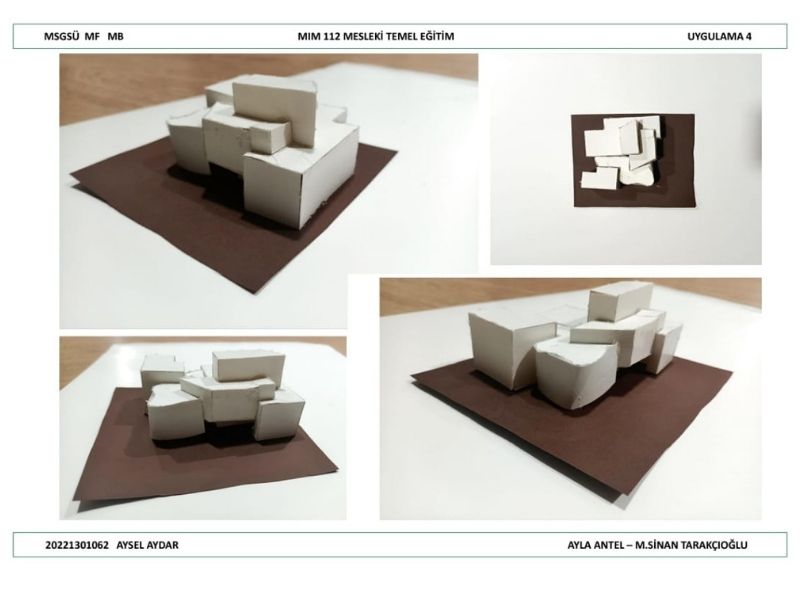 MSGSÜ MF MB MIM 112 MESLEKİ TEMEL EĞİTİM UYGULAMA 4
20221301062 AYSEL AYDAR AYLA ANTEL – M.SİNAN TARAKÇIOĞLU